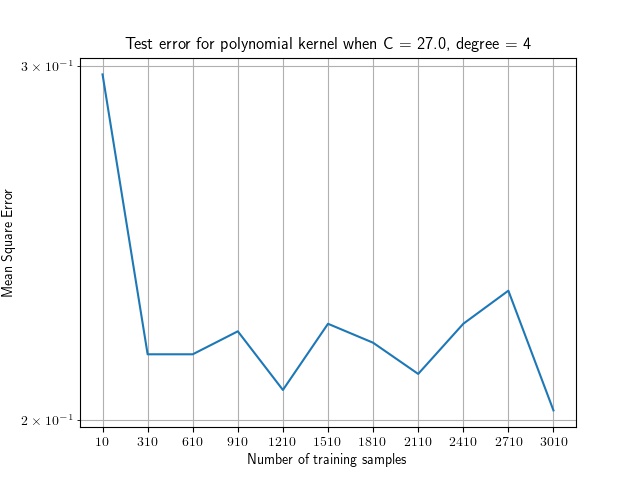 Test error for polynomial kernel when C = 27.0, degree = 4
3 × 10⁻¹
Mean Square Error
2 × 10⁻¹
10 310 610 910 1210 1510 1810 2110 2410 2710 3010
Number of training samples